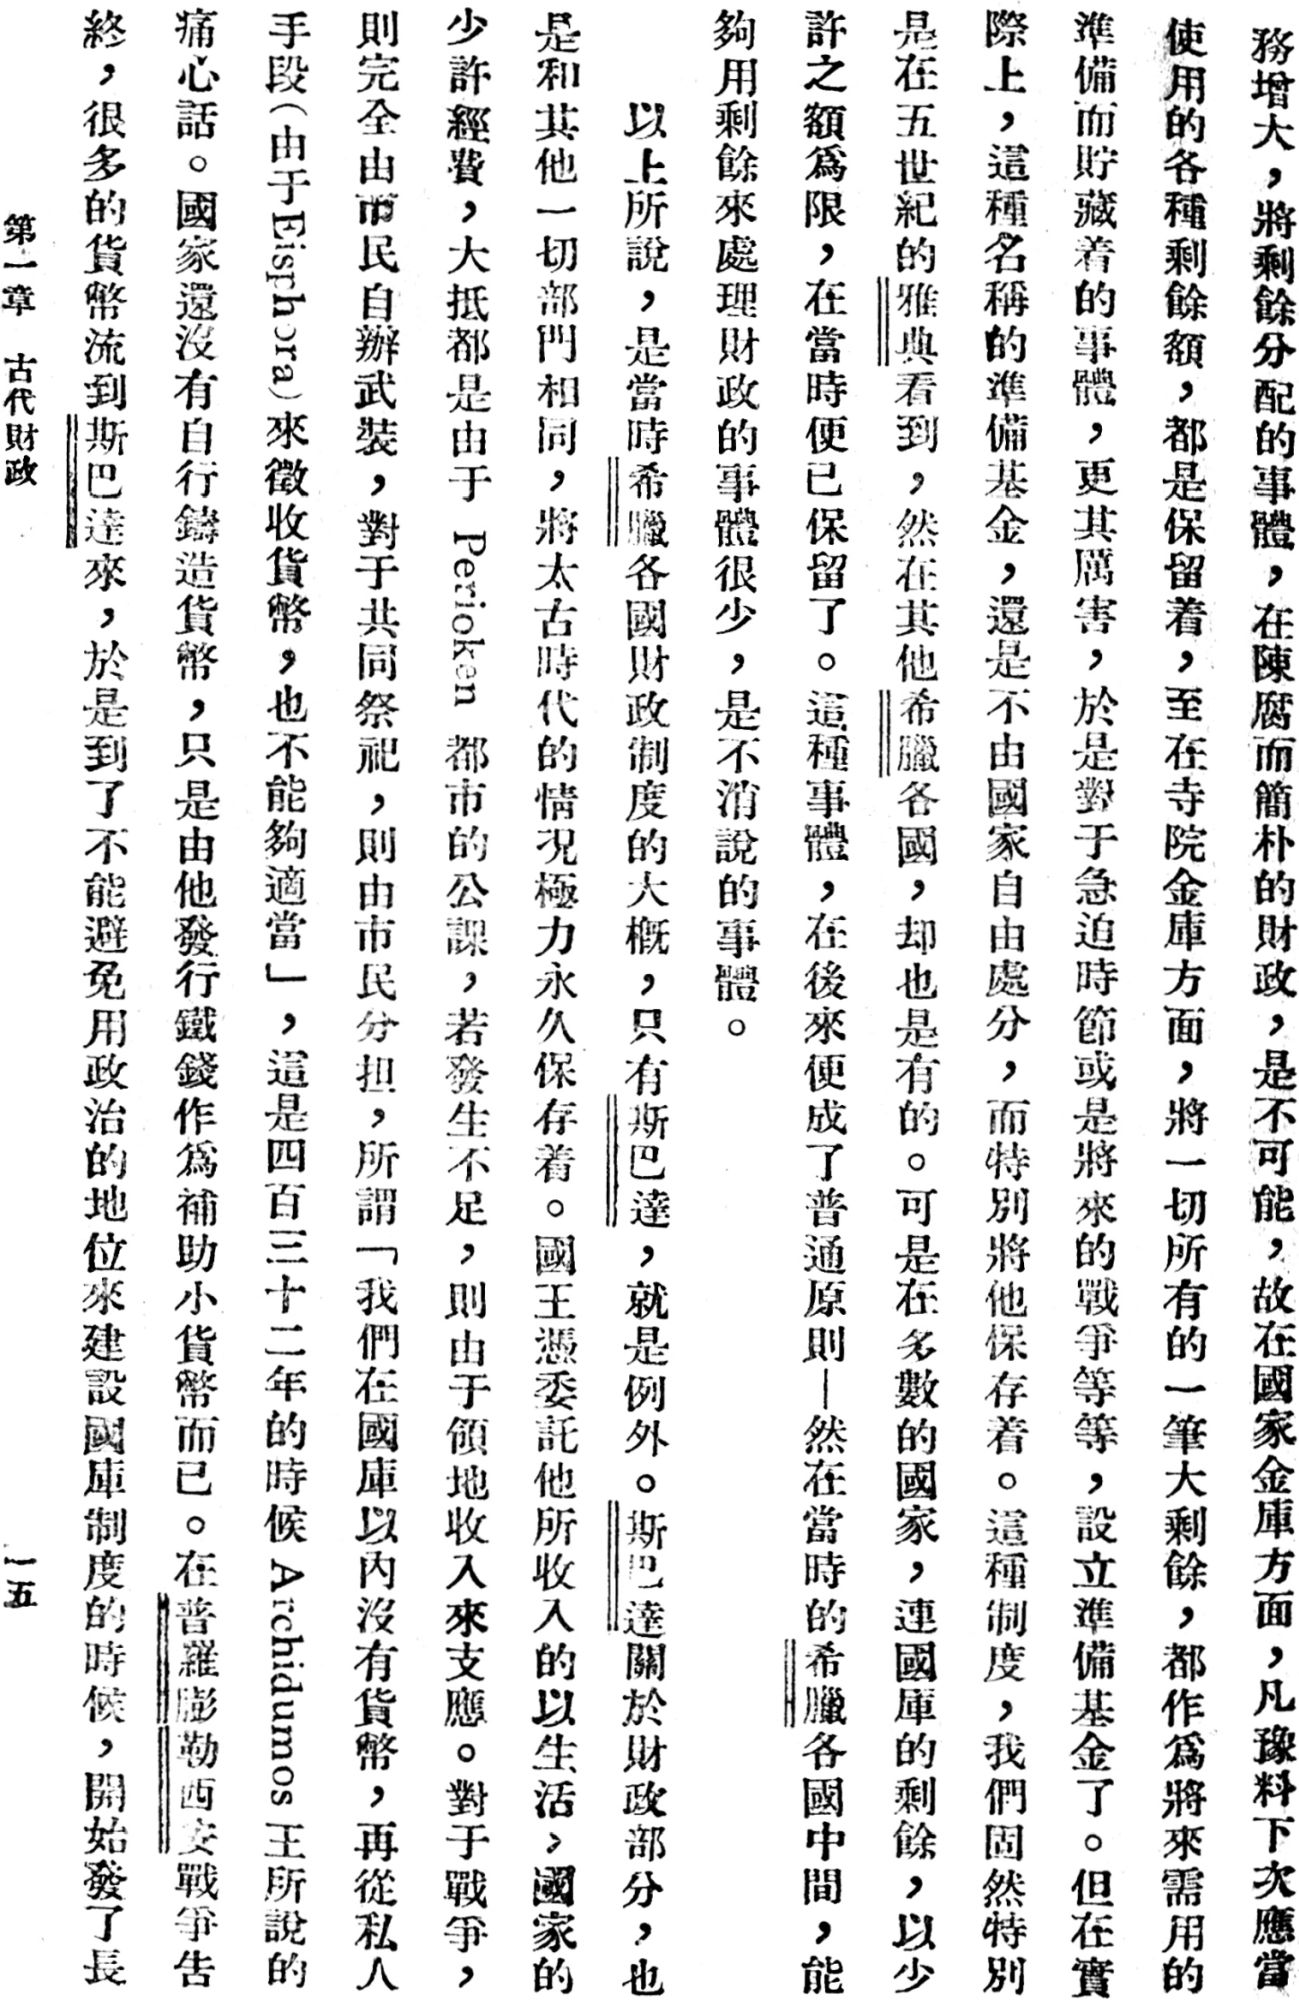 務增大，將剩餘分配的事體，在陳腐而簡朴的財政，是不可能，故在國家金庫方面，凡豫料下次應當
使用的各種剩餘額，都是保留着，至在寺院金庫方面，將一切所有的一筆大剩餘，都作爲將來需用的
準備而貯藏着的事體，更其厲害，於是對于急迫時節或是將來的戰爭等等，設立準備基金了。但在實
際上，這種名稱的準備基金，還是不由國家自由處分，而特別將他保存着。這種制度，我們固然特別
是在五世紀的雅典看到，然在其他希臘各國，却也是有的。可是在多數的國家，連國庫的剩餘，以少
許之額爲限，在當時便已保留了。這種事體，在後來便成了普通原則—然在當時的希臘各國中間，能
夠用剩餘來處理財政的事體很少，是不消說的事體。
以上所說，是當時希臘各國財政制度的大概，只有斯巴達，就是例外。斯巴達關於財政部分，也
是和其他一切部門相同，將太古時代的情況極力永久保存着。國王憑委託他所收入的以生活，國家的
少許經費，大抵都是由于 Perioken 都市的公課，若發生不足，則由于領地收入來支應。對于戰爭，
則完全由市民自辦武裝，對于共同祭祀，則由市民分担，所謂「我們在國庫以內沒有貨幣，再從私人
手段（由于Eisphora）來徵收貨幣，也不能夠適當」，這是四百三十二年的時候 Archidumos 王所說的
痛心話。國家還沒有自行鑄造貨幣，只是由他發行鐵錢作爲補助小貨幣而已。在普羅膨勒西安戰爭告
終，很多的貨幣流到斯巴達來，於是到了不能避免用政治的地位來建設國庫制度的時候，開始發了長
第一章　古代財政　一五